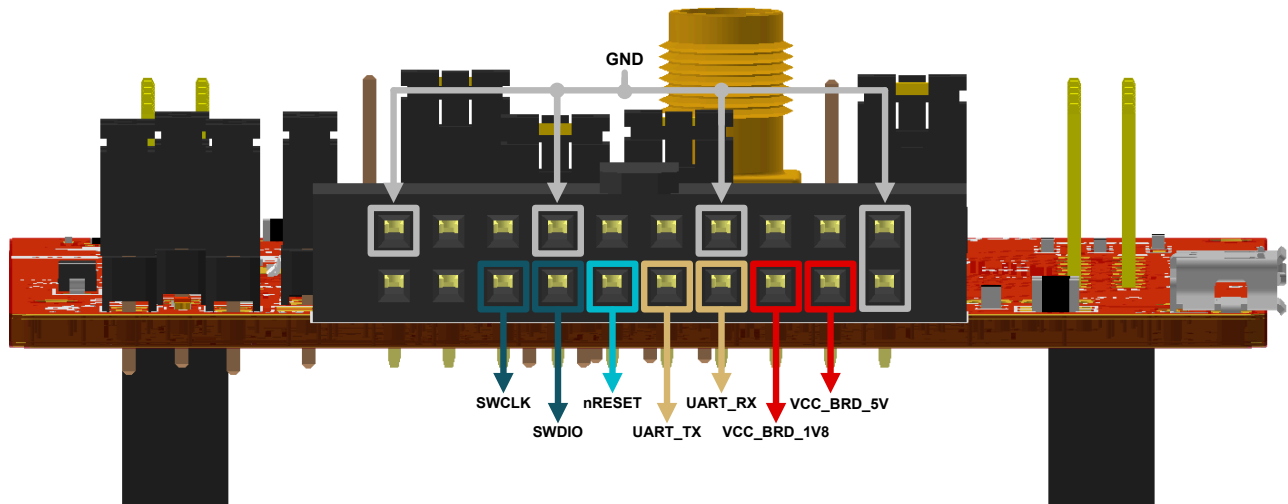 GND
SWCLK
SWDIO
nRESET
UART_TX
UART_RX
VCC_BRD_1V8
VCC_BRD_5V